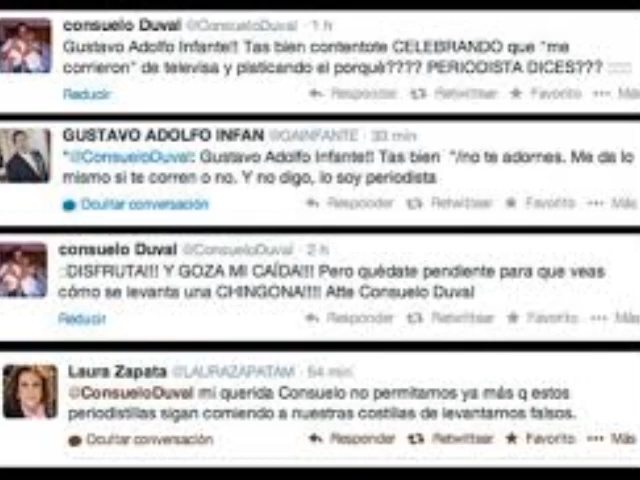 consuelo Duval @ConsueloDuval · 1 h
Gustavo Adolfo Infante!! Tas bien contentote CELEBRANDO que "me
corrieron" de televisa y platicando el porqué???? PERIODISTA DICES???
Reducir Responder Retwittear Favorito Más
GUSTAVO ADOLFO INFAN @GAINFANTE · 33 min
"@ConsueloDuval: Gustavo Adolfo Infante!! Tas bien "/no te adornes. Me da lo
mismo si te corren o no. Y no digo, lo soy periodista
Ocultar conversación Responder Retwittear Favorito Más
consuelo Duval @ConsueloDuval · 2 h
:DISFRUTA!!! Y GOZA MI CAÍDA!!! Pero quédate pendiente para que veas
cómo se levanta una CHINGONA!!!! Atte Consuelo Duval
Reducir Responder Retwittear Favorito Más
Laura Zapata @LAURAZAPATAM · 54 min
@ConsueloDuval mi querida Consuelo no permitamos ya más q estos
periodistillas sigan comiendo a nuestras costillas de levantarnos falsos.
Ocultar conversación Responder Retwittear Favorito Más